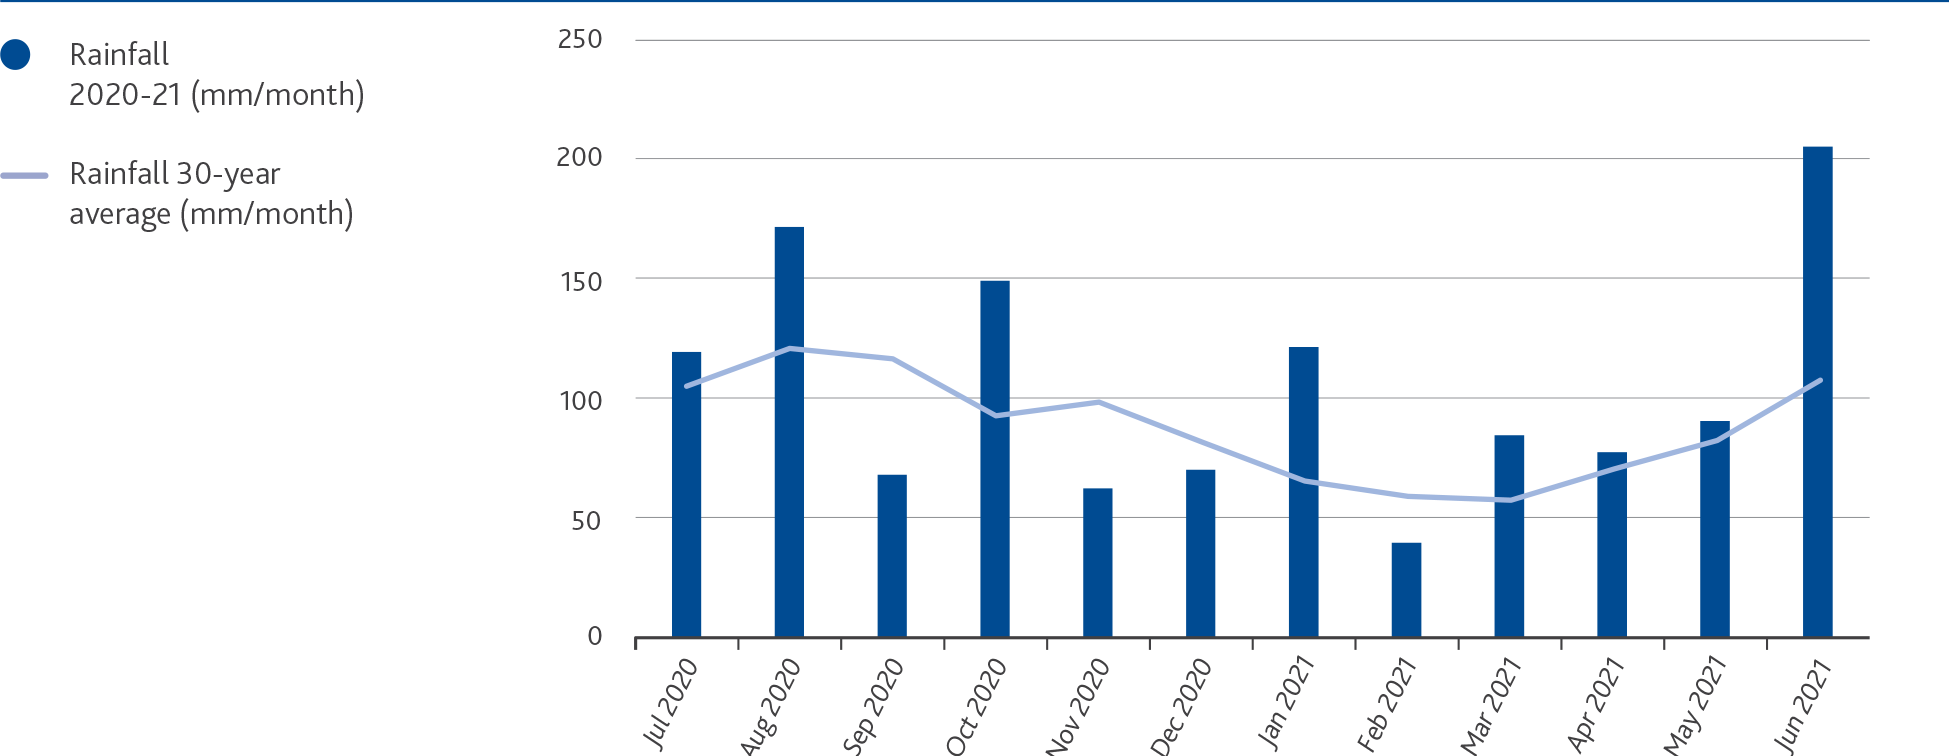 Rainfall
2020-21 (mm/month)
Rainfall 30-year
average (mm/month)
250
200
150
100
50
0
Jul 2020
Aug 2020
Sep 2020
Oct 2020
Nov 2020
Dec 2020
Jan 2021
Feb 2021
Mar 2021
Apr 2021
May 2021
Jun 2021